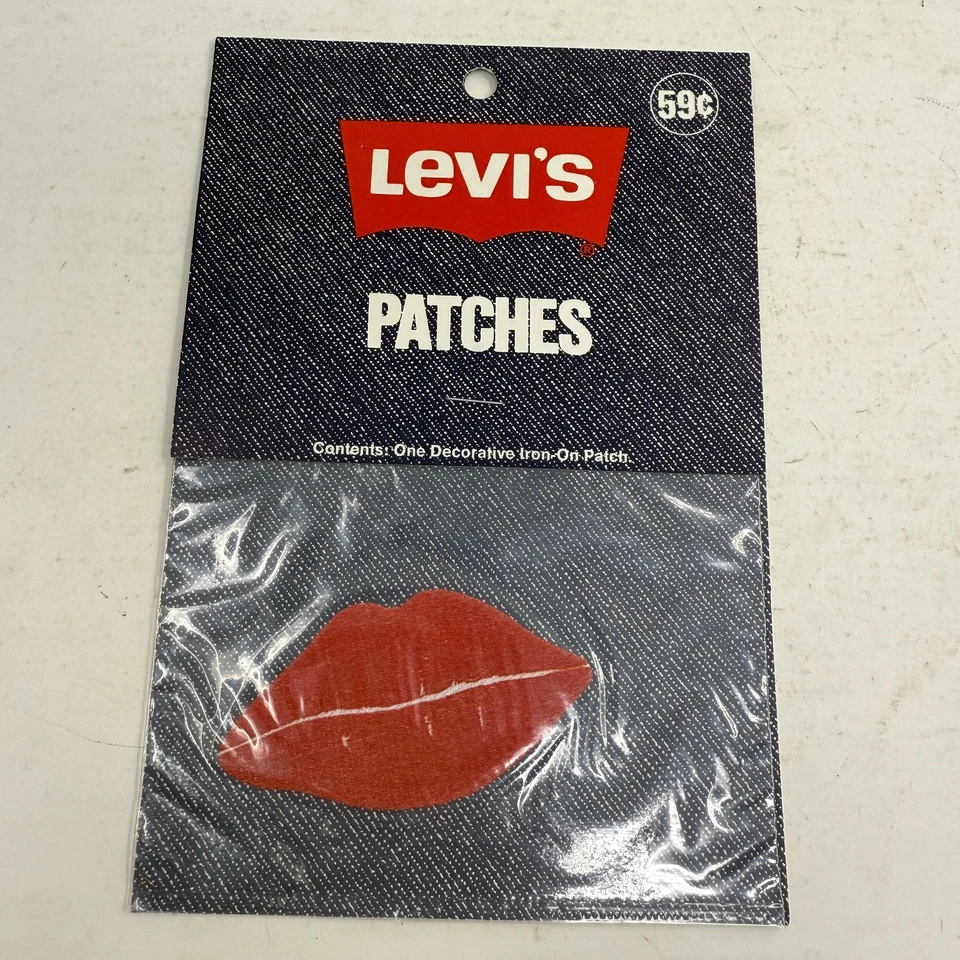 59¢
Levi's
®
PATCHES
Contents: One Decorative Iron-On Patch.